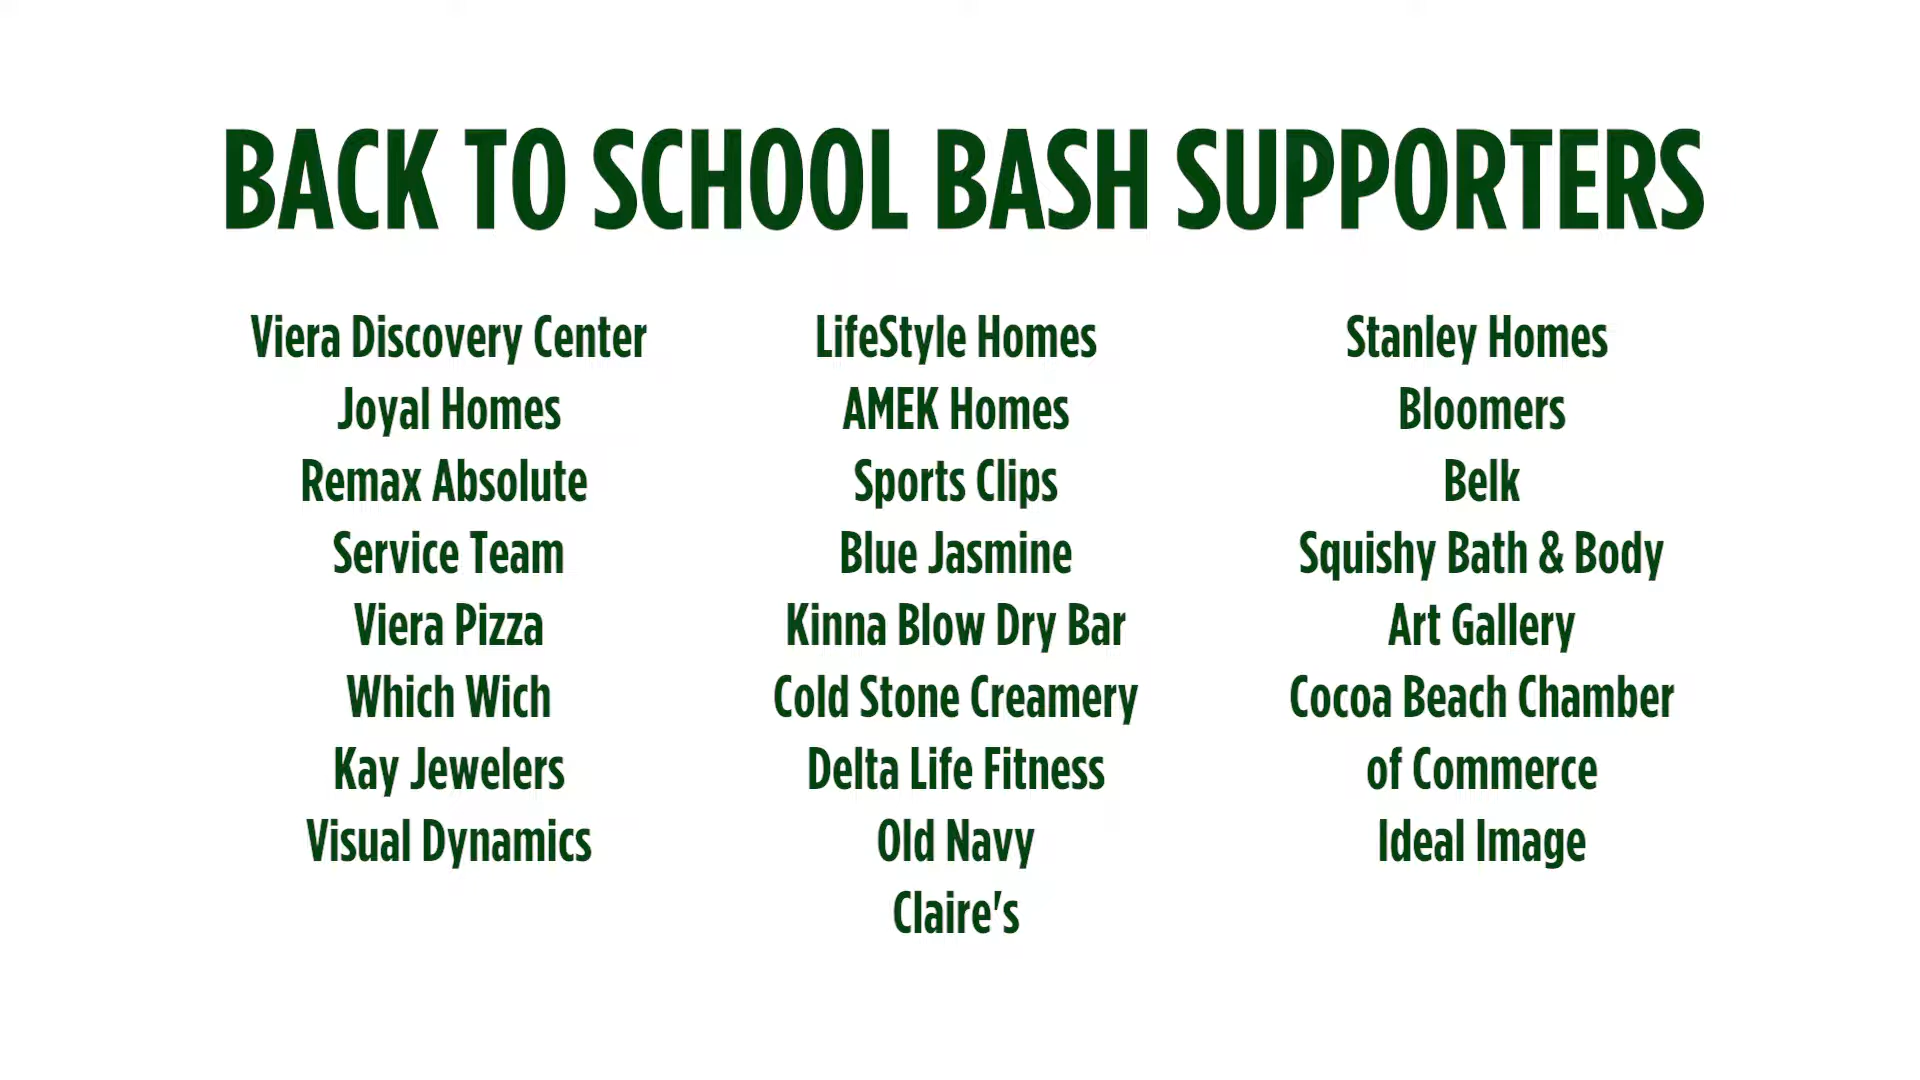 BACK TO SCHOOL BASH SUPPORTERS
Viera Discovery Center
Joyal Homes
Remax Absolute
Service Team
Viera Pizza
Which Wich
Kay Jewelers
Visual Dynamics
LifeStyle Homes
AMEK Homes
Sports Clips
Blue Jasmine
Kinna Blow Dry Bar
Cold Stone Creamery
Delta Life Fitness
Old Navy
Claire's
Stanley Homes
Bloomers
Belk
Squishy Bath & Body
Art Gallery
Cocoa Beach Chamber
of Commerce
Ideal Image